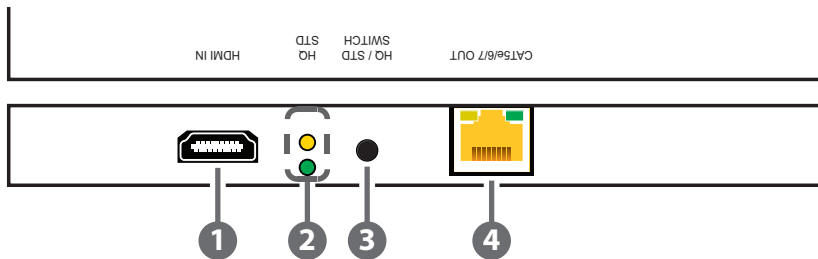 HDMI IN
HQ
STD
HQ / STD
SWITCH
CAT5e/6/7 OUT
1
2
3
4